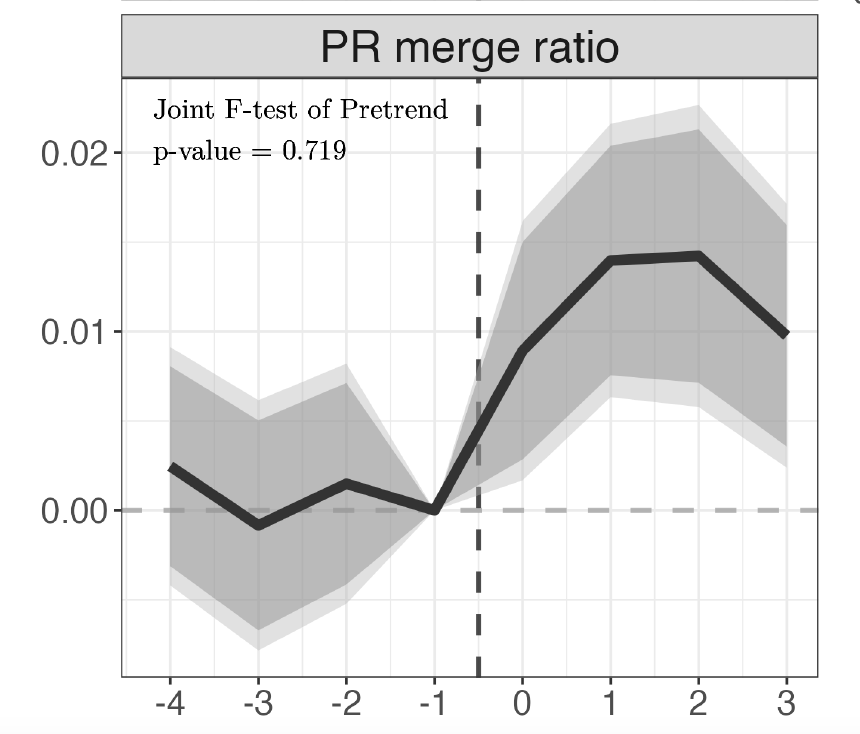 PR merge ratio
Joint F-test of Pretrend
p-value = 0.719
0.02
0.01
0.00
-4 -3 -2 -1 0 1 2 3